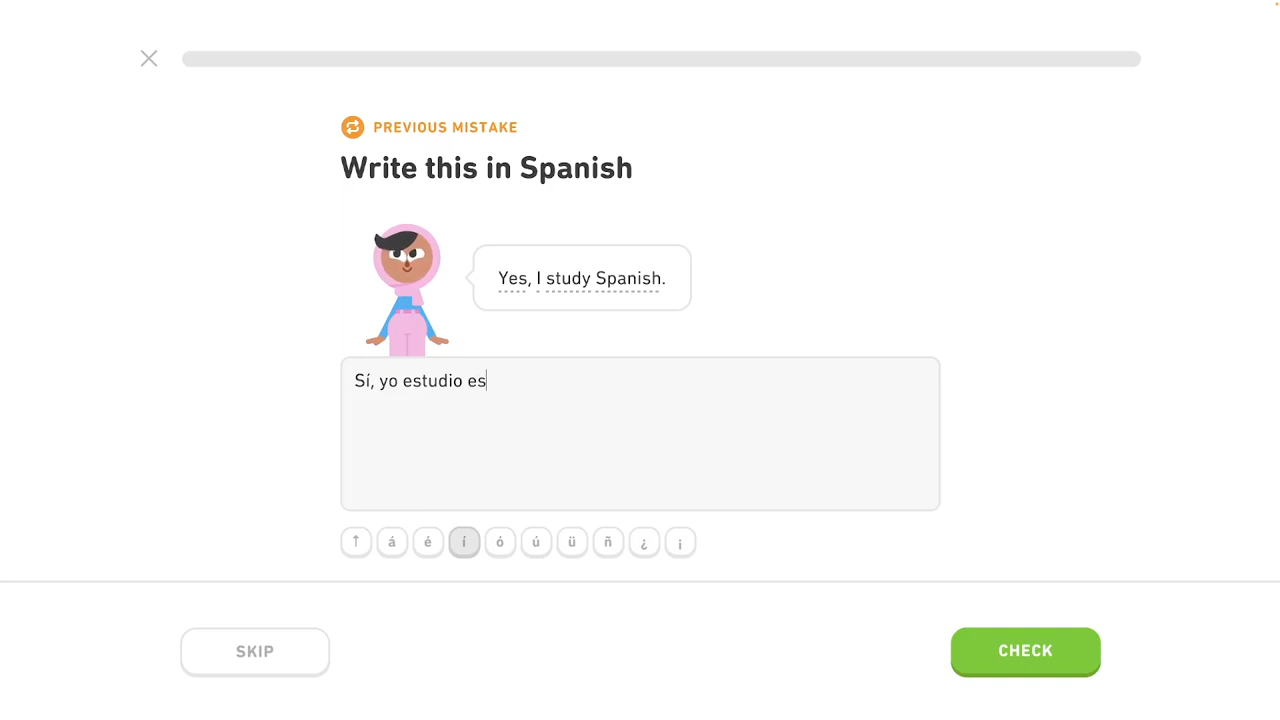 PREVIOUS MISTAKE
Write this in Spanish
Yes, I study Spanish.
Sí, yo estudio es
↑ á é í ó ú ü ñ ¿ ¡
SKIP
CHECK